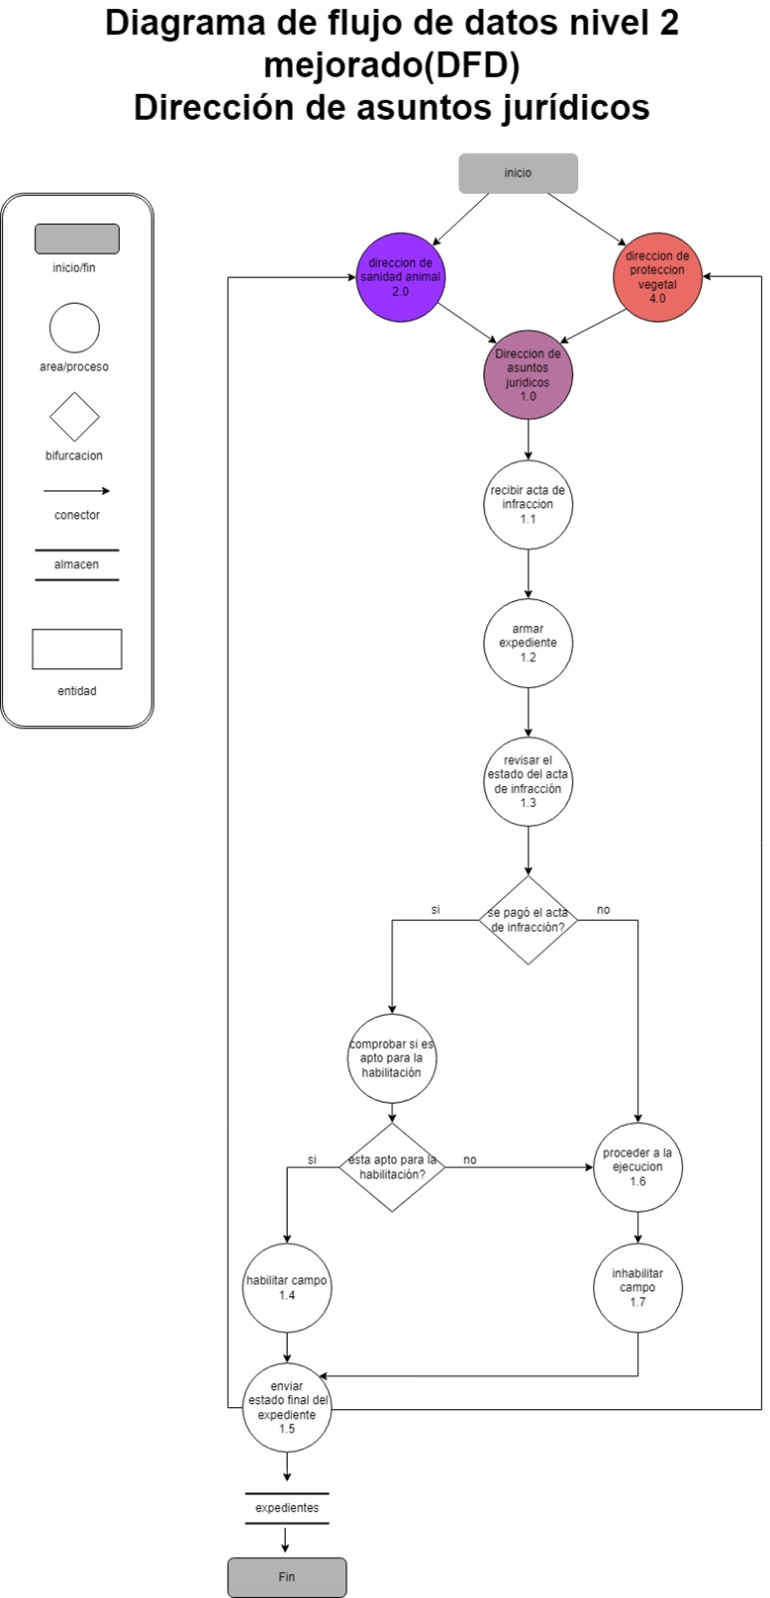 Diagrama de flujo de datos nivel 2
mejorado(DFD)
Dirección de asuntos jurídicos
inicio
inicio/fin
area/proceso
bifurcacion
conector
almacen
entidad
direccion de
sanidad animal
2.0
direccion de
proteccion
vegetal
4.0
Direccion de
asuntos
juridicos
1.0
recibir acta de
infraccion
1.1
armar
expediente
1.2
revisar el
estado del acta
de infracción
1.3
se pagó el acta
de infracción?
si
no
comprobar si es
apto para la
habilitación
esta apto para la
habilitación?
si
no
proceder a la
ejecucion
1.6
habilitar campo
1.4
inhabilitar
campo
1.7
enviar
estado final del
expediente
1.5
expedientes
Fin